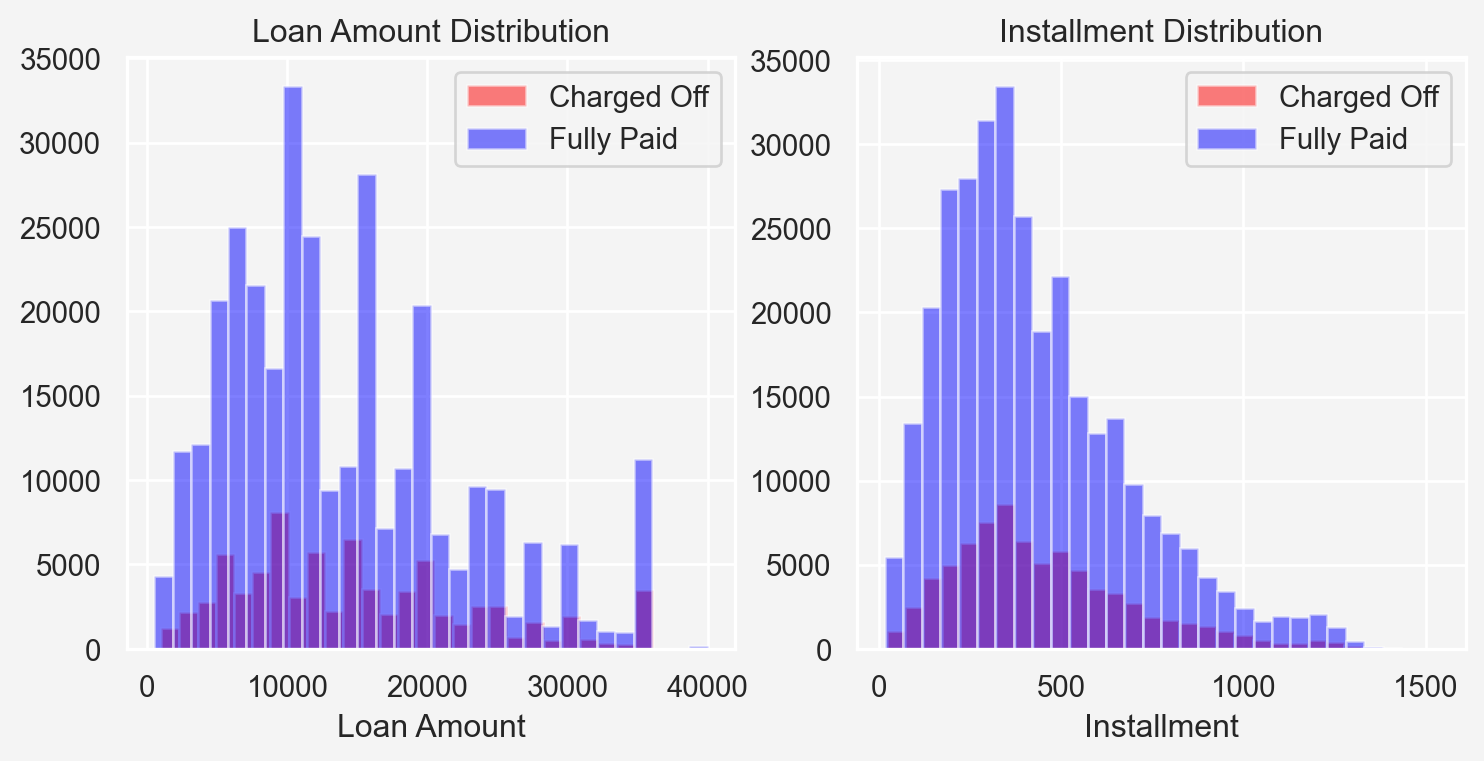 Loan Amount Distribution
35000
30000
25000
20000
15000
10000
5000
0
Charged Off
Fully Paid
0 10000 20000 30000 40000
Loan Amount
Installment Distribution
35000
30000
25000
20000
15000
10000
5000
0
Charged Off
Fully Paid
0 500 1000 1500
Installment